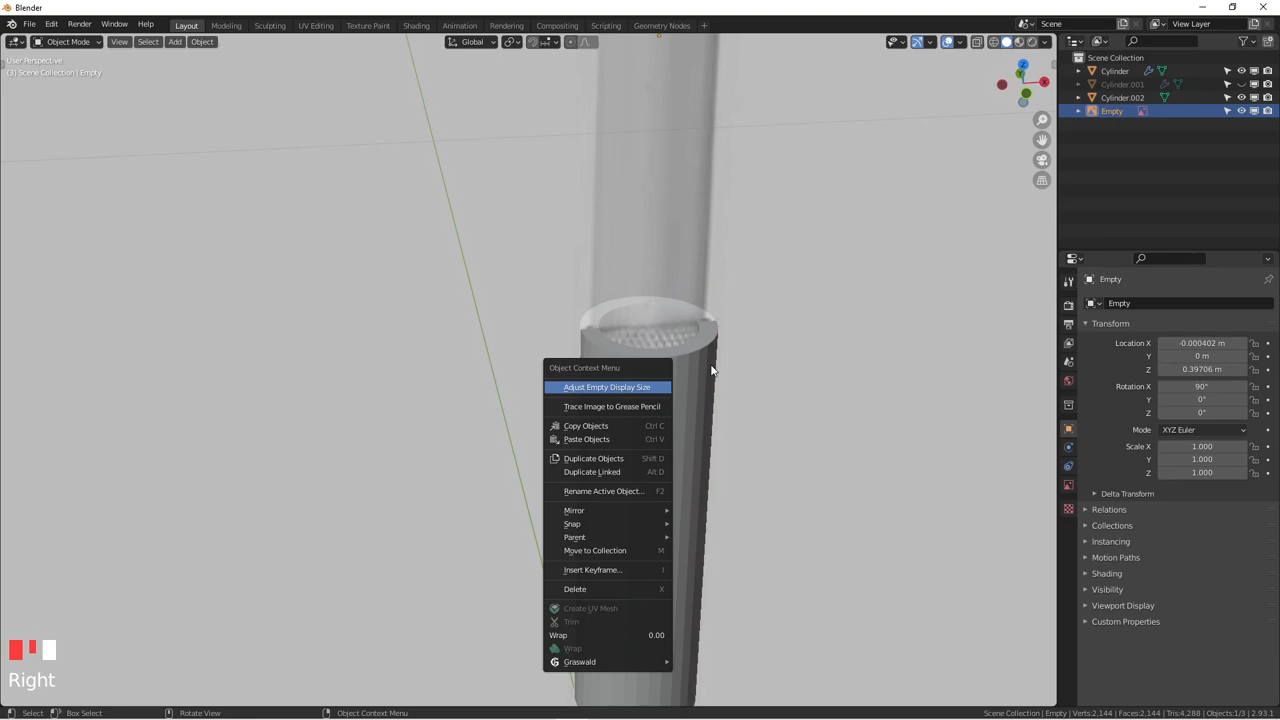 Blender
File Edit Render Window Help Layout Modeling Sculpting UV Editing Texture Paint Shading Animation Rendering Compositing Scripting Geometry Nodes + Scene View Layer
Object Mode View Select Add Object Global
User Perspective
(3) Scene Collection | Empty
Z
Y
X
Scene Collection
Cylinder
Cylinder.001
Cylinder.002
Empty
Empty
Empty
Transform
Location X -0.000402 m
Y 0 m
Z 0.39706 m
Rotation X 90°
Y 0°
Z 0°
Mode XYZ Euler
Scale X 1.000
Y 1.000
Z 1.000
Delta Transform
Relations
Collections
Instancing
Motion Paths
Shading
Visibility
Viewport Display
Custom Properties
Object Context Menu
Adjust Empty Display Size
Trace Image to Grease Pencil
Copy Objects Ctrl C
Paste Objects Ctrl V
Duplicate Objects Shift D
Duplicate Linked Alt D
Rename Active Object... F2
Mirror
Snap
Parent
Move to Collection M
Insert Keyframe... I
Delete X
Create UV Mesh
Trim
Wrap 0.00
Wrap
Graswald
Right
Select Box Select Rotate View Object Context Menu Scene Collection | Empty | Verts:2,144 | Faces:2,144 | Tris:4,288 | Objects:1/3 | 2.93.1